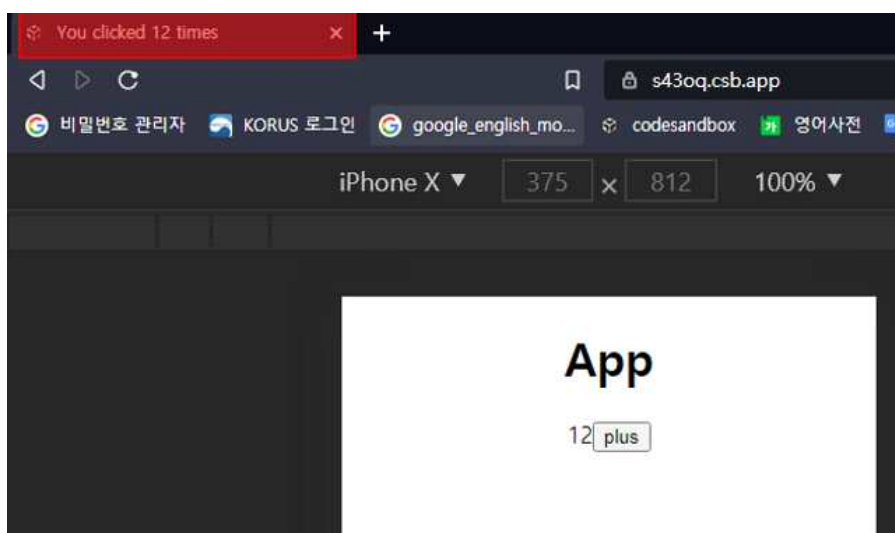 You clicked 12 times
s43oq.csb.app
비밀번호 관리자 KORUS 로그인 google_english_mo... codesandbox 영어사전
iPhone X ▼ 375 × 812 100% ▼
App
12 plus